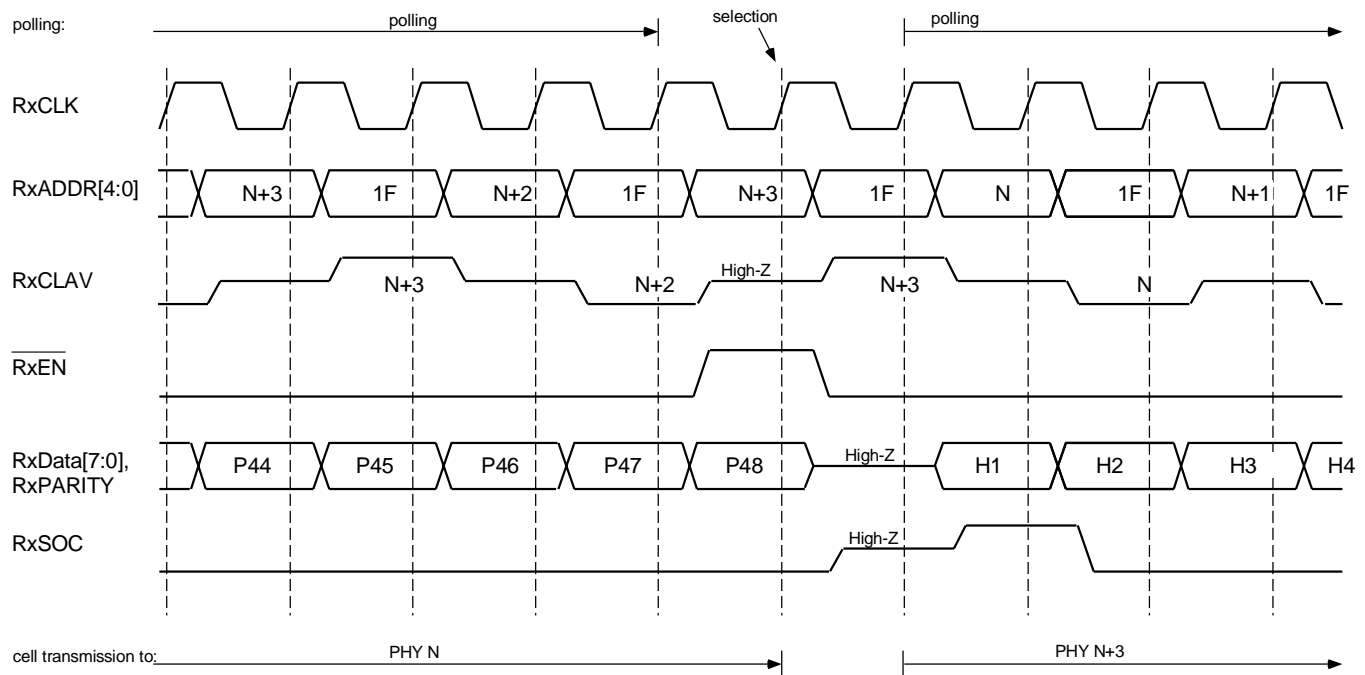 polling: polling selection polling
RxCLK
RxADDR[4:0] N+3 1F N+2 1F N+3 1F N 1F N+1 1F
RxCLAV N+3 N+2 High-Z N+3 N
RxEN
RxData[7:0], P44 P45 P46 P47 P48 High-Z H1 H2 H3 H4
RxPARITY
RxSOC High-Z
cell transmission to: PHY N PHY N+3